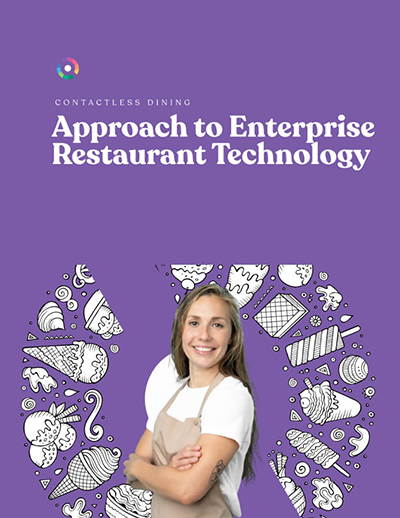 CONTACTLESS DINING
Approach to Enterprise
Restaurant Technology